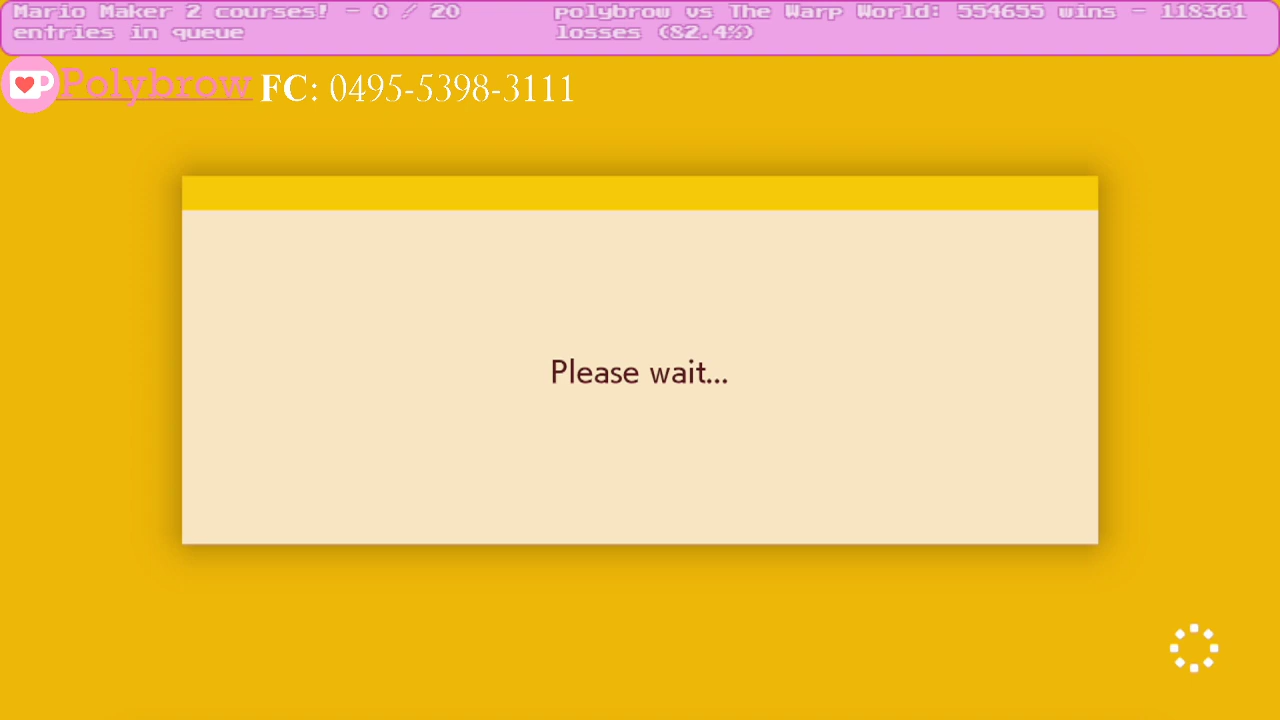 Mario Maker 2 courses! - 0 / 20
entries in queue
polybrow vs The Warp World: 554655 wins - 118361
losses (82.4%)
Polybrow FC: 0495-5398-3111
Please wait...